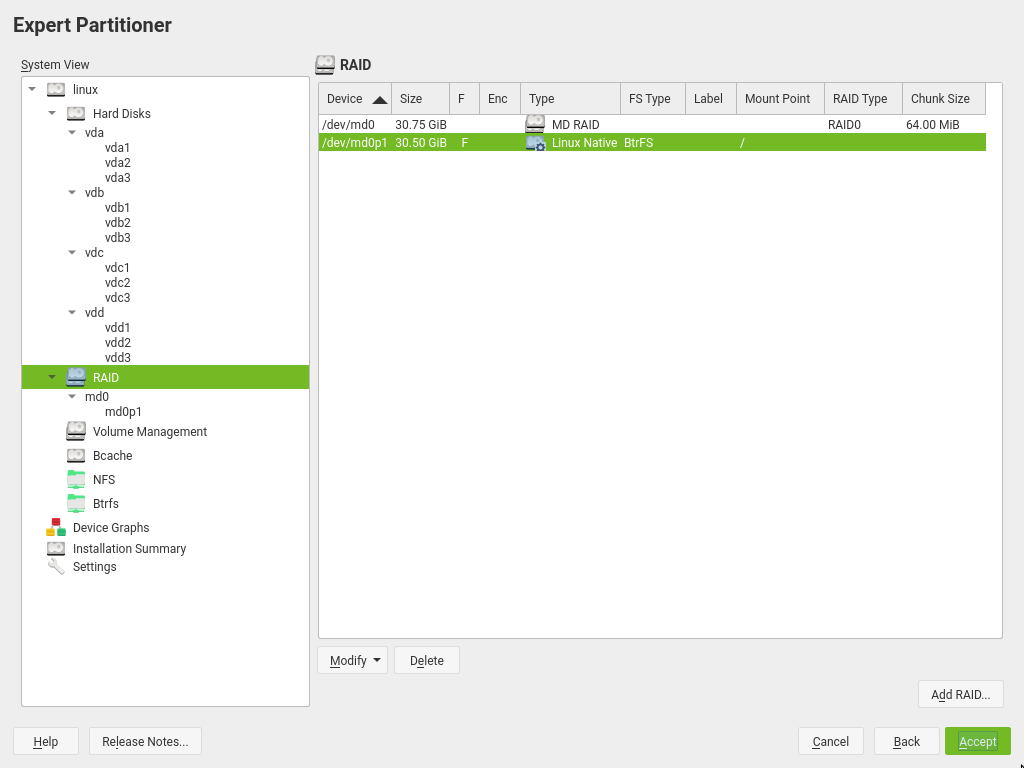 Expert Partitioner
System View
linux
Hard Disks
vda
vda1
vda2
vda3
vdb
vdb1
vdb2
vdb3
vdc
vdc1
vdc2
vdc3
vdd
vdd1
vdd2
vdd3
RAID
md0
md0p1
Volume Management
Bcache
NFS
Btrfs
Device Graphs
Installation Summary
Settings
RAID
Device Size F Enc Type FS Type Label Mount Point RAID Type Chunk Size
/dev/md0 30.75 GiB MD RAID RAID0 64.00 MiB
/dev/md0p1 30.50 GiB F Linux Native BtrFS /
Modify Delete
Add RAID...
Help Release Notes... Cancel Back Accept